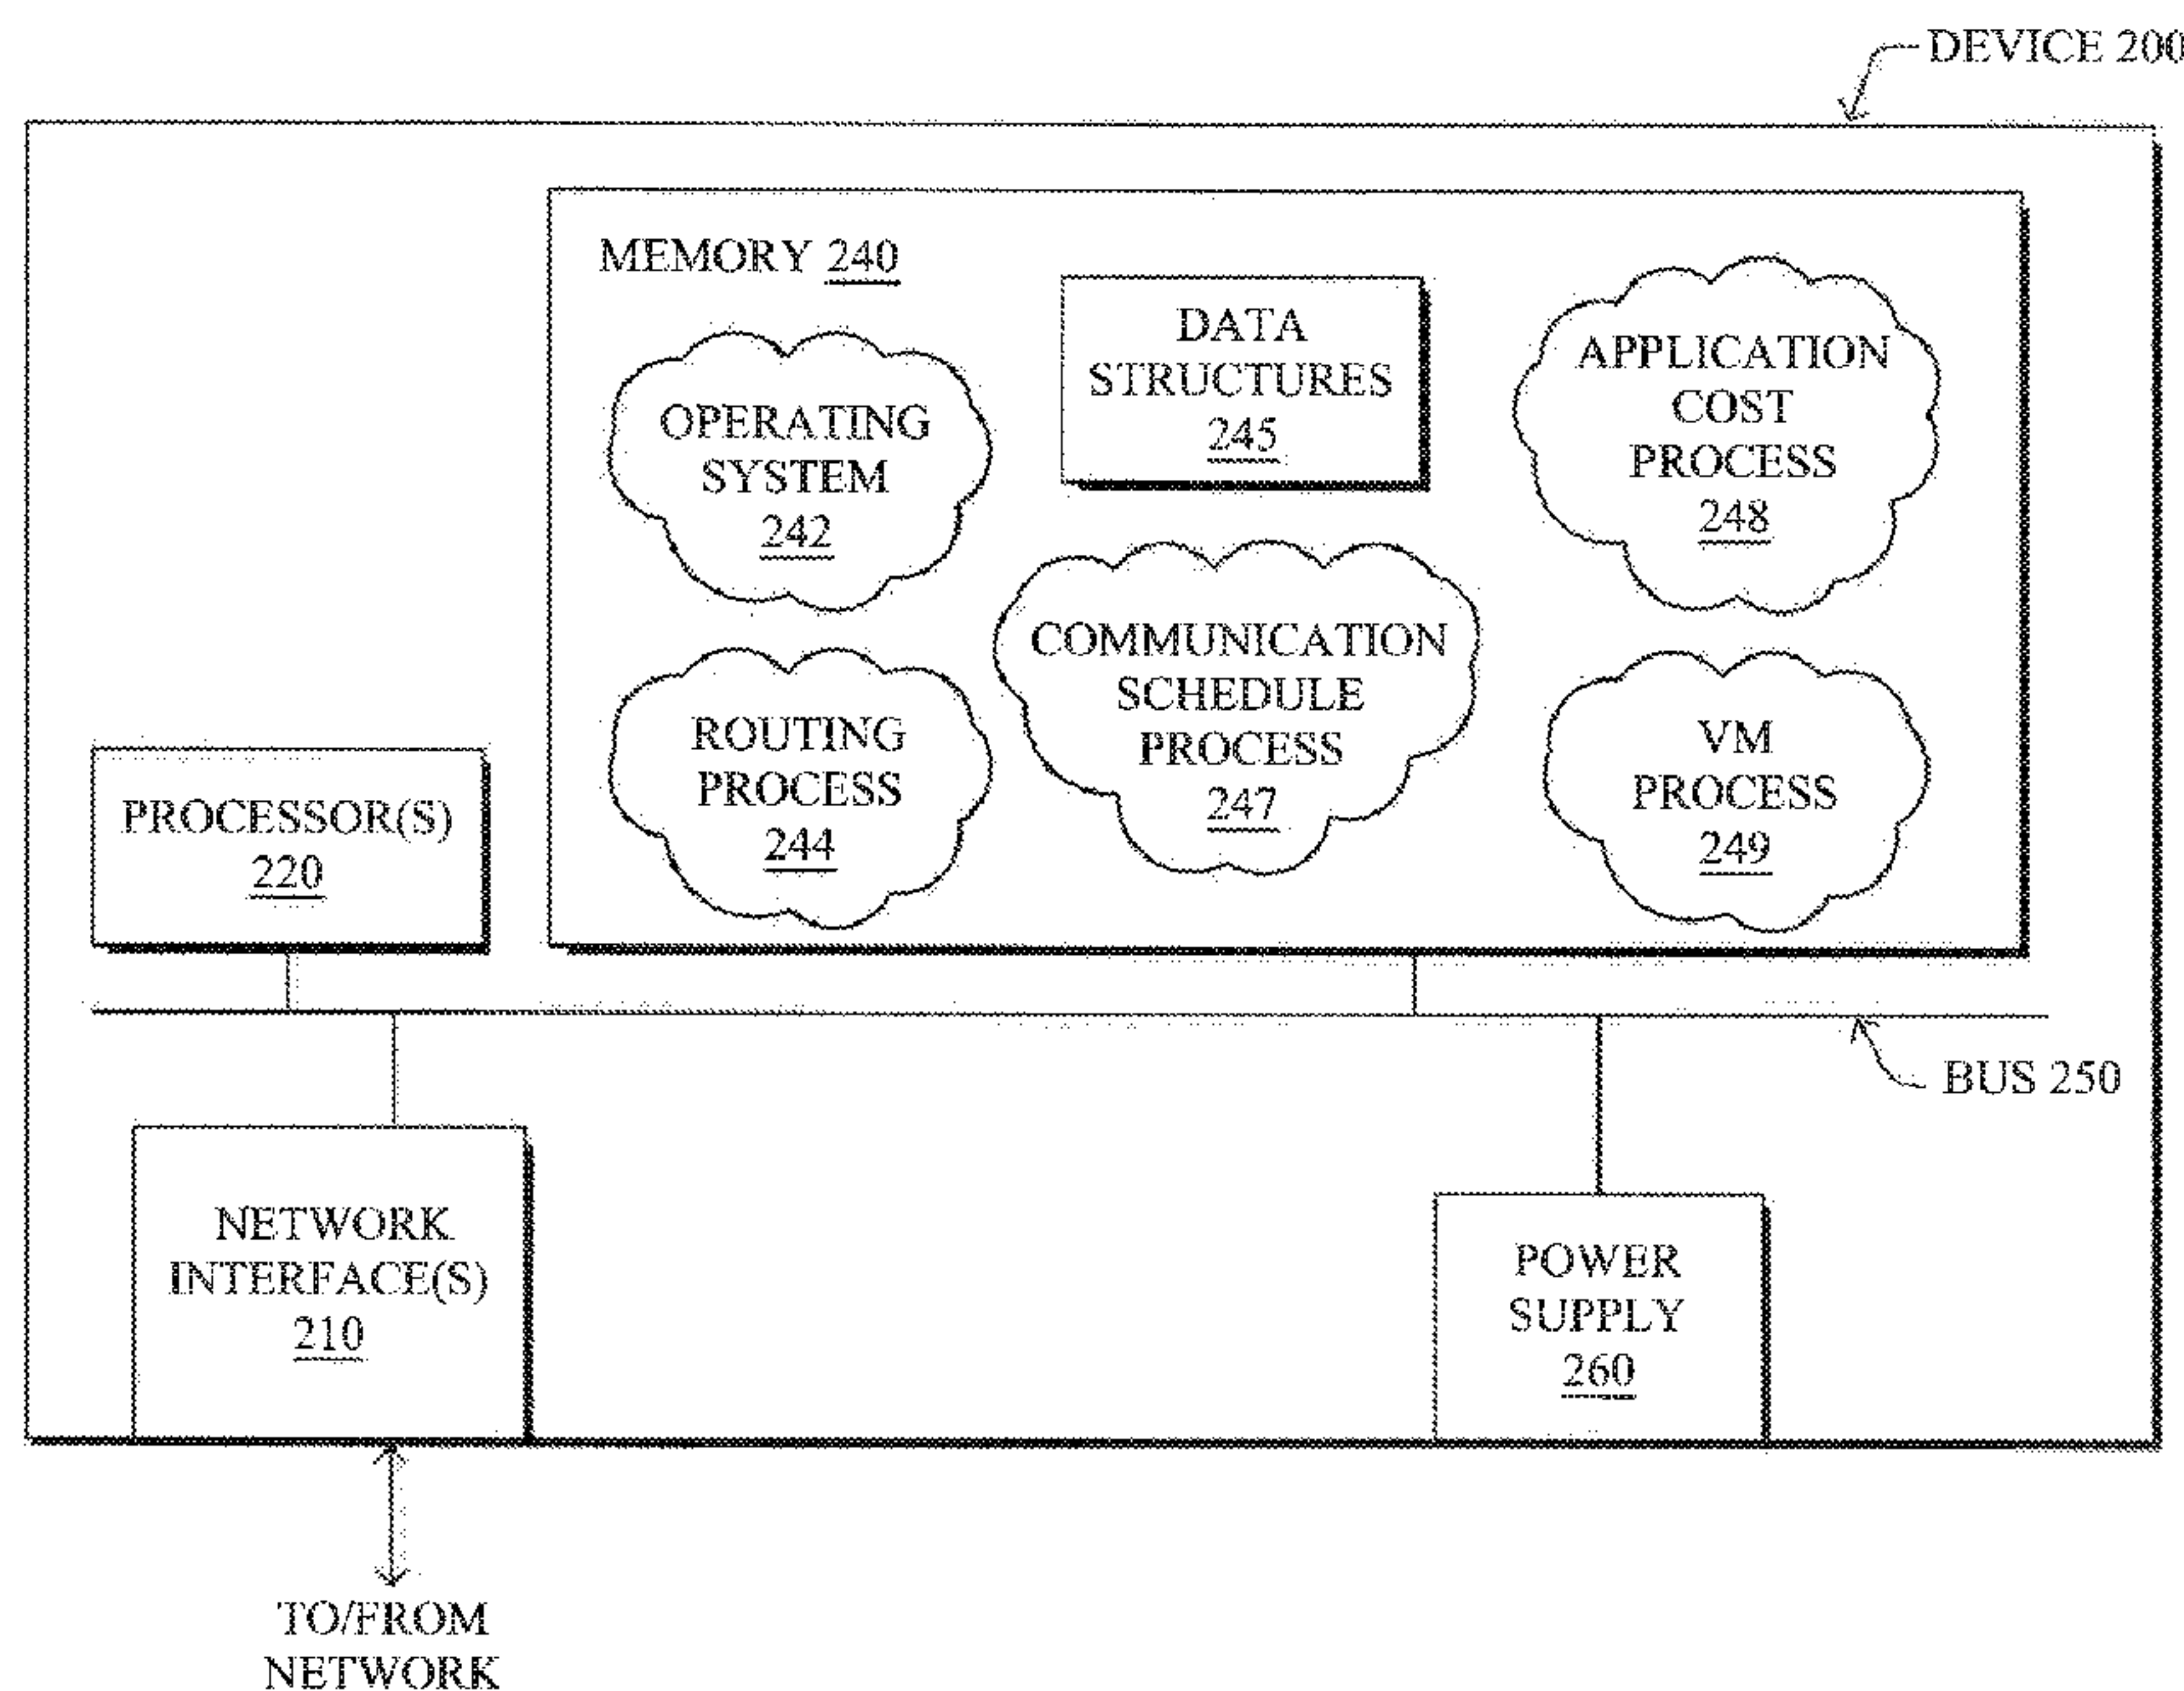 DEVICE 200
MEMORY 240
OPERATING
SYSTEM
242
DATA
STRUCTURES
245
APPLICATION
COST
PROCESS
248
ROUTING
PROCESS
244
COMMUNICATION
SCHEDULE
PROCESS
247
VM
PROCESS
249
PROCESSOR(S)
220
BUS 250
NETWORK
INTERFACE(S)
210
POWER
SUPPLY
260
TO/FROM
NETWORK